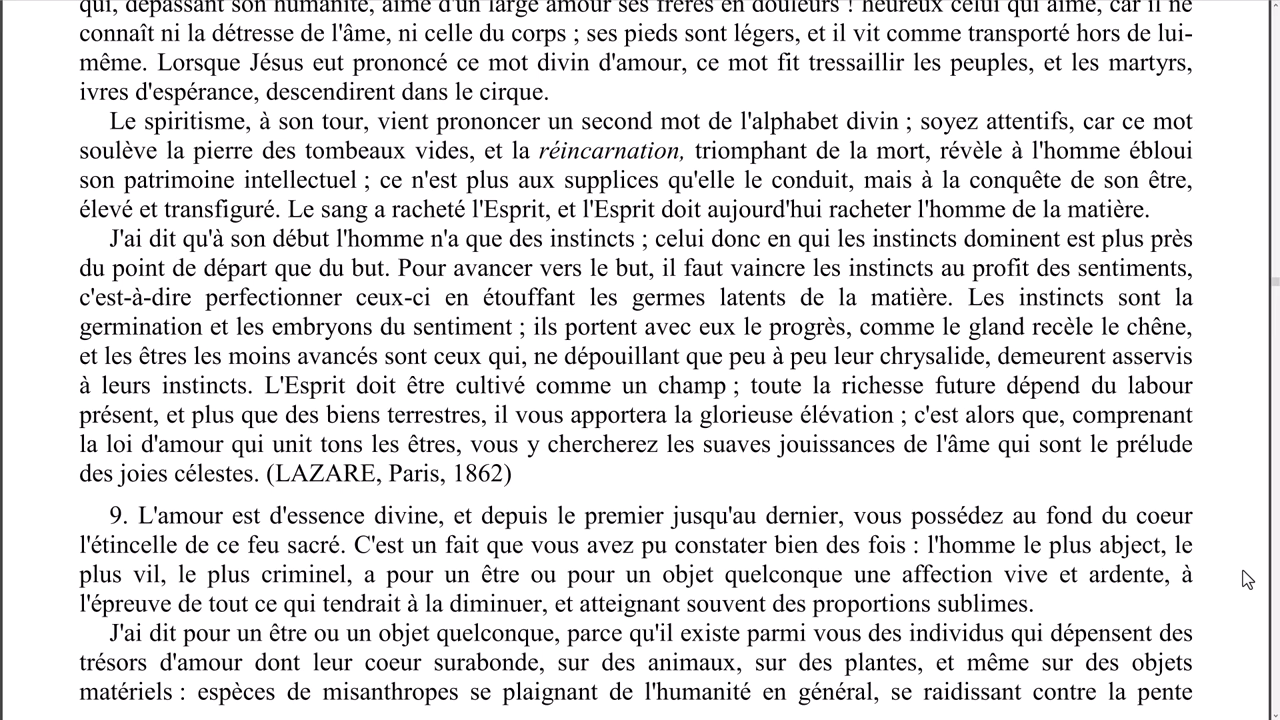 qui, dépassant son humanité, aime d'un large amour ses frères en douleurs ! heureux celui qui aime, car il ne
connaît ni la détresse de l'âme, ni celle du corps ; ses pieds sont légers, et il vit comme transporté hors de lui-
même. Lorsque Jésus eut prononcé ce mot divin d'amour, ce mot fit tressaillir les peuples, et les martyrs,
ivres d'espérance, descendirent dans le cirque.
Le spiritisme, à son tour, vient prononcer un second mot de l'alphabet divin ; soyez attentifs, car ce mot
soulève la pierre des tombeaux vides, et la réincarnation, triomphant de la mort, révèle à l'homme ébloui
son patrimoine intellectuel ; ce n'est plus aux supplices qu'elle le conduit, mais à la conquête de son être,
élevé et transfiguré. Le sang a racheté l'Esprit, et l'Esprit doit aujourd'hui racheter l'homme de la matière.
J'ai dit qu'à son début l'homme n'a que des instincts ; celui donc en qui les instincts dominent est plus près
du point de départ que du but. Pour avancer vers le but, il faut vaincre les instincts au profit des sentiments,
c'est-à-dire perfectionner ceux-ci en étouffant les germes latents de la matière. Les instincts sont la
germination et les embryons du sentiment ; ils portent avec eux le progrès, comme le gland recèle le chêne,
et les êtres les moins avancés sont ceux qui, ne dépouillant que peu à peu leur chrysalide, demeurent asservis
à leurs instincts. L'Esprit doit être cultivé comme un champ ; toute la richesse future dépend du labour
présent, et plus que des biens terrestres, il vous apportera la glorieuse élévation ; c'est alors que, comprenant
la loi d'amour qui unit tons les êtres, vous y chercherez les suaves jouissances de l'âme qui sont le prélude
des joies célestes. (LAZARE, Paris, 1862)
9. L'amour est d'essence divine, et depuis le premier jusqu'au dernier, vous possédez au fond du coeur
l'étincelle de ce feu sacré. C'est un fait que vous avez pu constater bien des fois : l'homme le plus abject, le
plus vil, le plus criminel, a pour un être ou pour un objet quelconque une affection vive et ardente, à
l'épreuve de tout ce qui tendrait à la diminuer, et atteignant souvent des proportions sublimes.
J'ai dit pour un être ou un objet quelconque, parce qu'il existe parmi vous des individus qui dépensent des
trésors d'amour dont leur coeur surabonde, sur des animaux, sur des plantes, et même sur des objets
matériels : espèces de misanthropes se plaignant de l'humanité en général, se raidissant contre la pente